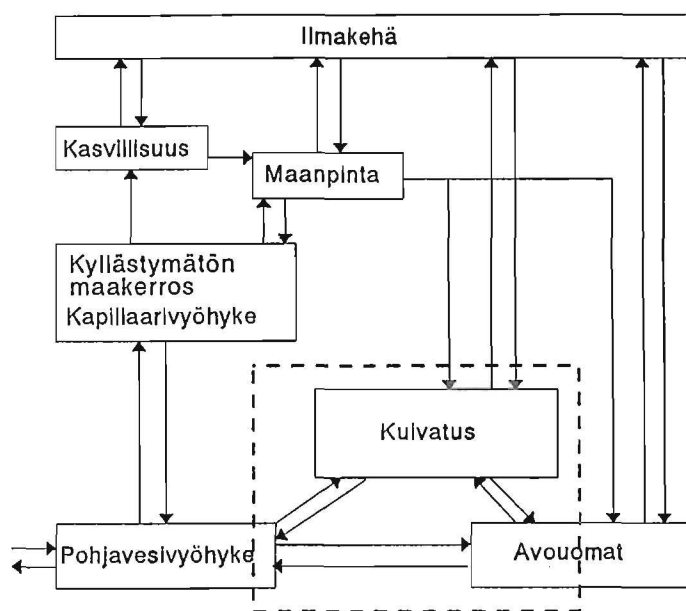 Ilmakehä
Kasvillisuus
Maanpinta
Kyllästymätön
maakerros
Kapillaarivyöhyke
Kuivatus
Pohjavesivyöhyke
Avouomat